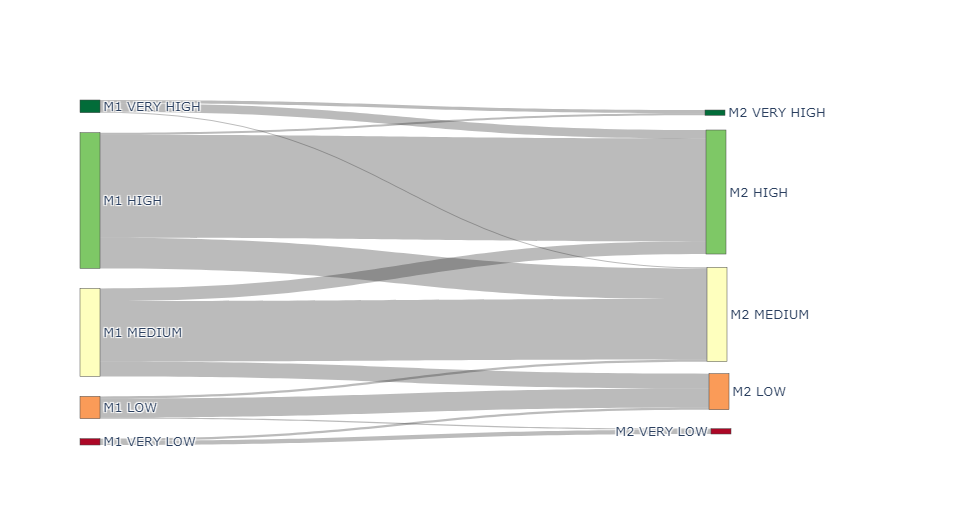 M1 VERY HIGH
M2 VERY HIGH
M1 HIGH
M2 HIGH
M1 MEDIUM
M2 MEDIUM
M1 LOW
M2 LOW
M1 VERY LOW
M2 VERY LOW